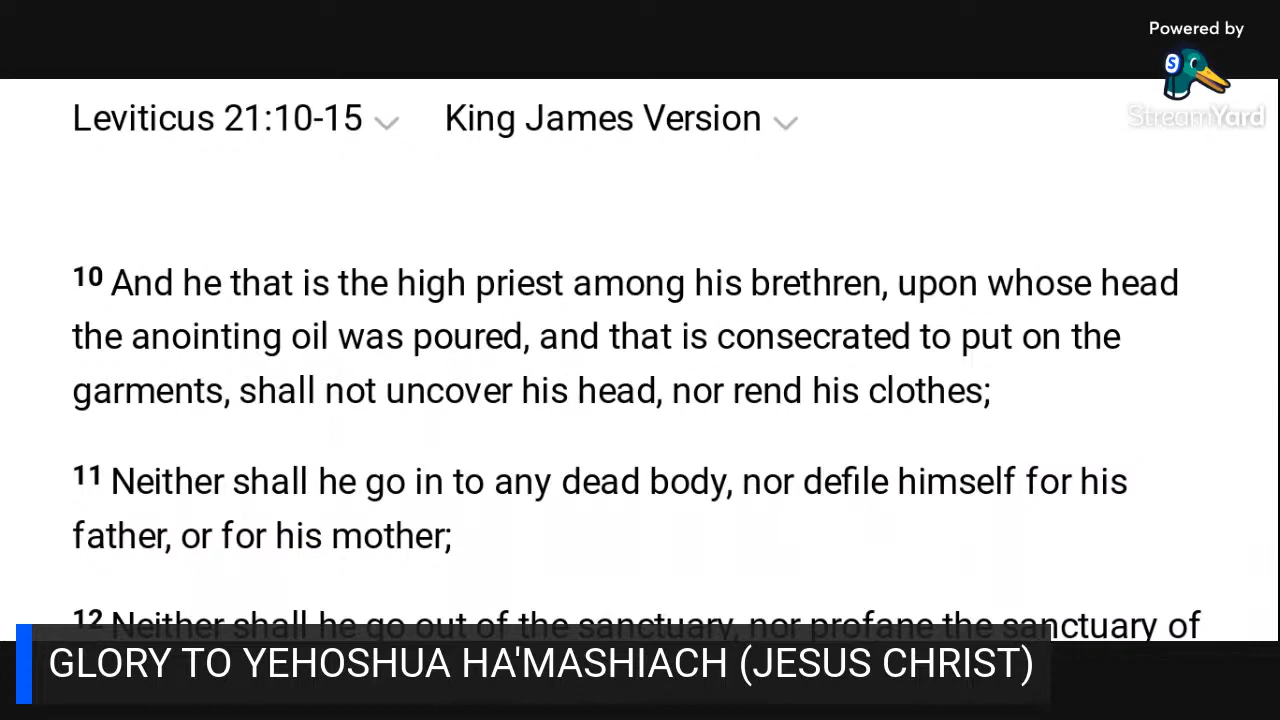 Powered by
StreamYard
Leviticus 21:10-15 King James Version
10 And he that is the high priest among his brethren, upon whose head
the anointing oil was poured, and that is consecrated to put on the
garments, shall not uncover his head, nor rend his clothes;
11 Neither shall he go in to any dead body, nor defile himself for his
father, or for his mother;
12 Neither shall he go out of the sanctuary, nor profane the sanctuary of
GLORY TO YEHOSHUA HA'MASHIACH (JESUS CHRIST)